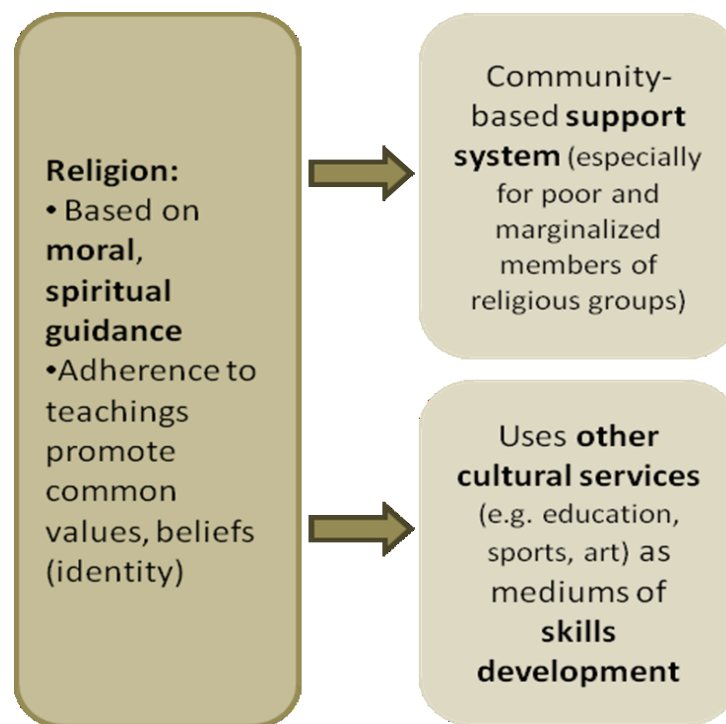 Religion:
• Based on
moral,
spiritual
guidance
•Adherence to
teachings
promote
common
values, beliefs
(identity)
Community-
based support
system (especially
for poor and
marginalized
members of
religious groups)
Uses other
cultural services
(e.g. education,
sports, art) as
mediums of
skills
development